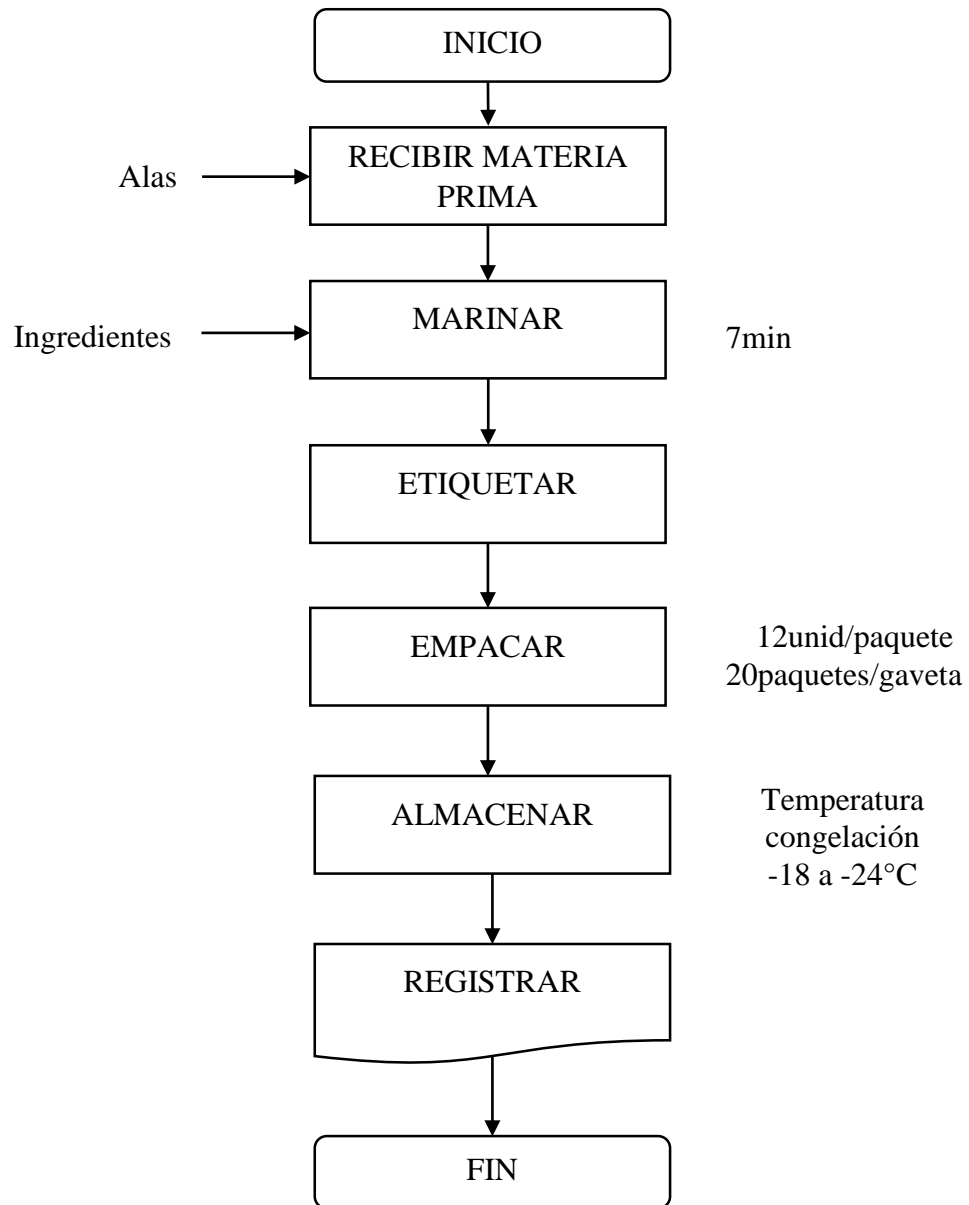 INICIO
Alas
RECIBIR MATERIA
PRIMA
Ingredientes
MARINAR
7min
ETIQUETAR
EMPACAR
12unid/paquete
20paquetes/gaveta
ALMACENAR
Temperatura
congelación
-18 a -24°C
REGISTRAR
FIN